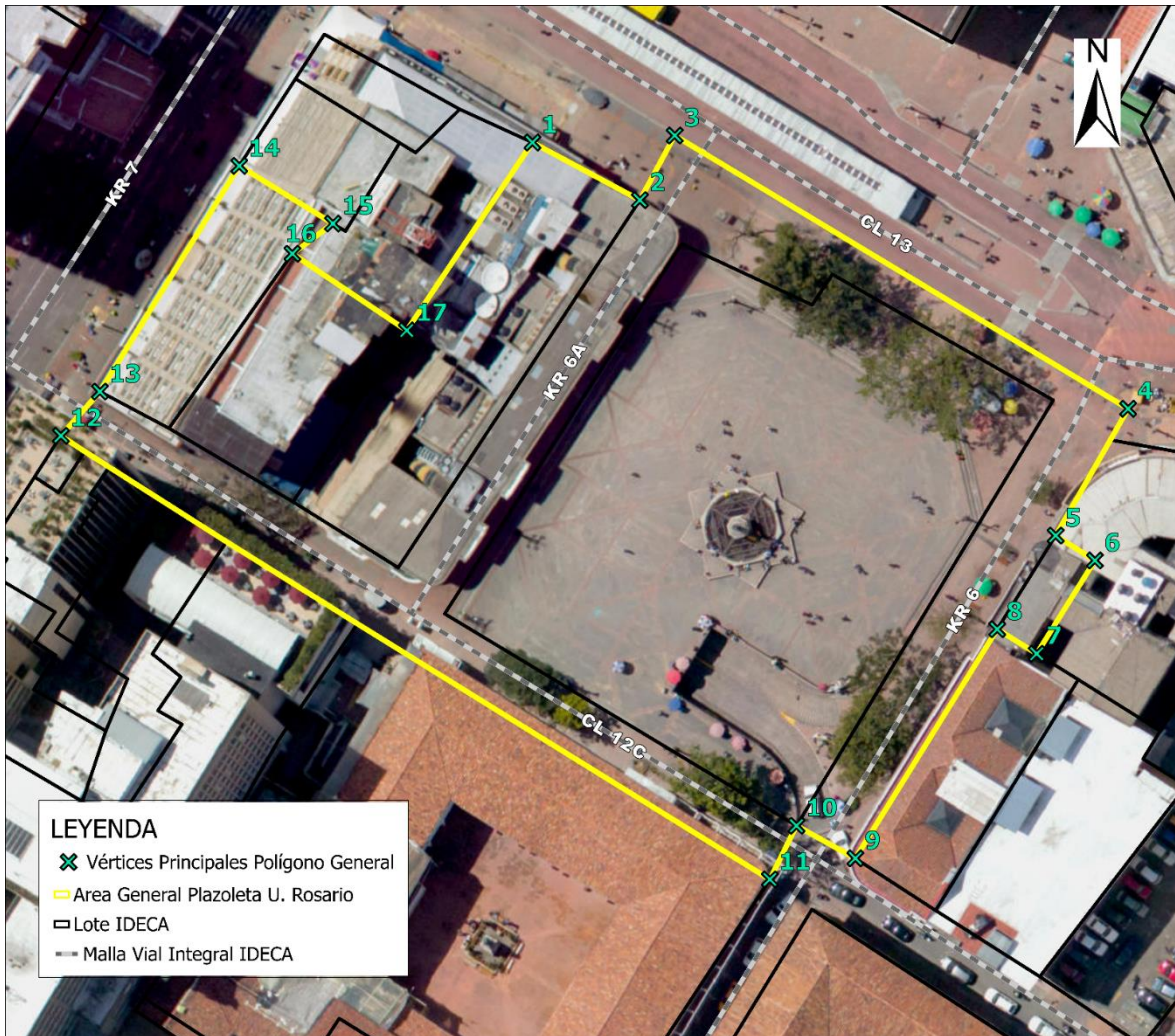 N
1
2
3
14
15
16
17
KR-7
CL 13
KR 6A
4
13
12
5
6
8
7
KR-6
CL 12C
10
9
11
LEYENDA
Vértices Principales Polígono General
Area General Plazoleta U. Rosario
Lote IDECA
Malla Vial Integral IDECA